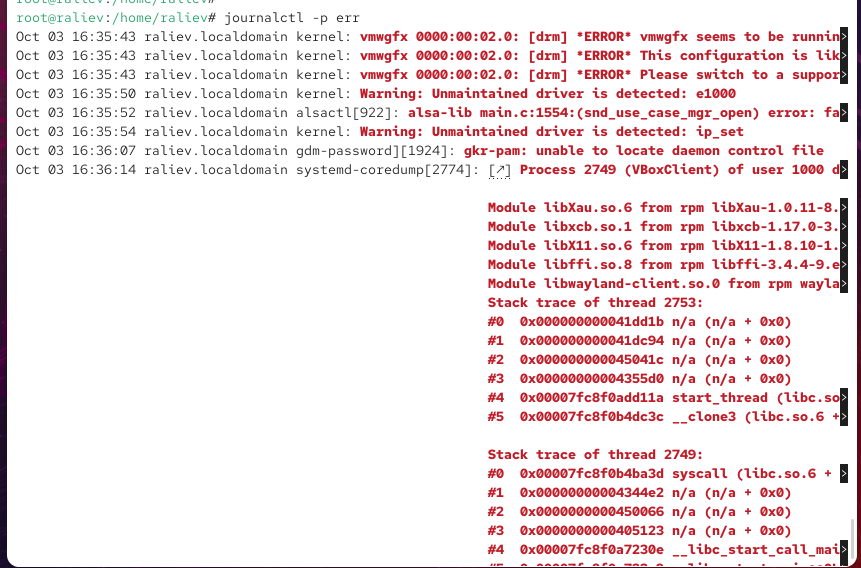 root@raliev:/home/raliev#
root@raliev:/home/raliev# journalctl -p err
Oct 03 16:35:43 raliev.localdomain kernel: vmwgfx 0000:00:02.0: [drm] *ERROR* vmwgfx seems to be runnin>
Oct 03 16:35:43 raliev.localdomain kernel: vmwgfx 0000:00:02.0: [drm] *ERROR* This configuration is lik>
Oct 03 16:35:43 raliev.localdomain kernel: vmwgfx 0000:00:02.0: [drm] *ERROR* Please switch to a suppor>
Oct 03 16:35:50 raliev.localdomain kernel: Warning: Unmaintained driver is detected: e1000
Oct 03 16:35:52 raliev.localdomain alsactl[922]: alsa-lib main.c:1554:(snd_use_case_mgr_open) error: fa>
Oct 03 16:35:54 raliev.localdomain kernel: Warning: Unmaintained driver is detected: ip_set
Oct 03 16:36:07 raliev.localdomain gdm-password][1924]: gkr-pam: unable to locate daemon control file
Oct 03 16:36:14 raliev.localdomain systemd-coredump[2774]: [↗] Process 2749 (VBoxClient) of user 1000 d>
Module libXau.so.6 from rpm libXau-1.0.11-8.>
Module libxcb.so.1 from rpm libxcb-1.17.0-3.>
Module libX11.so.6 from rpm libX11-1.8.10-1.>
Module libffi.so.8 from rpm libffi-3.4.4-9.e>
Module libwayland-client.so.0 from rpm wayla>
Stack trace of thread 2753:
#0  0x000000000041dd1b n/a (n/a + 0x0)
#1  0x000000000041dc94 n/a (n/a + 0x0)
#2  0x000000000045041c n/a (n/a + 0x0)
#3  0x00000000004355d0 n/a (n/a + 0x0)
#4  0x00007fc8f0add11a start_thread (libc.so>
#5  0x00007fc8f0b4dc3c __clone3 (libc.so.6 +>
Stack trace of thread 2749:
#0  0x00007fc8f0b4ba3d syscall (libc.so.6 + >
#1  0x00000000004344e2 n/a (n/a + 0x0)
#2  0x0000000000450066 n/a (n/a + 0x0)
#3  0x0000000000405123 n/a (n/a + 0x0)
#4  0x00007fc8f0a7230e __libc_start_call_mai>